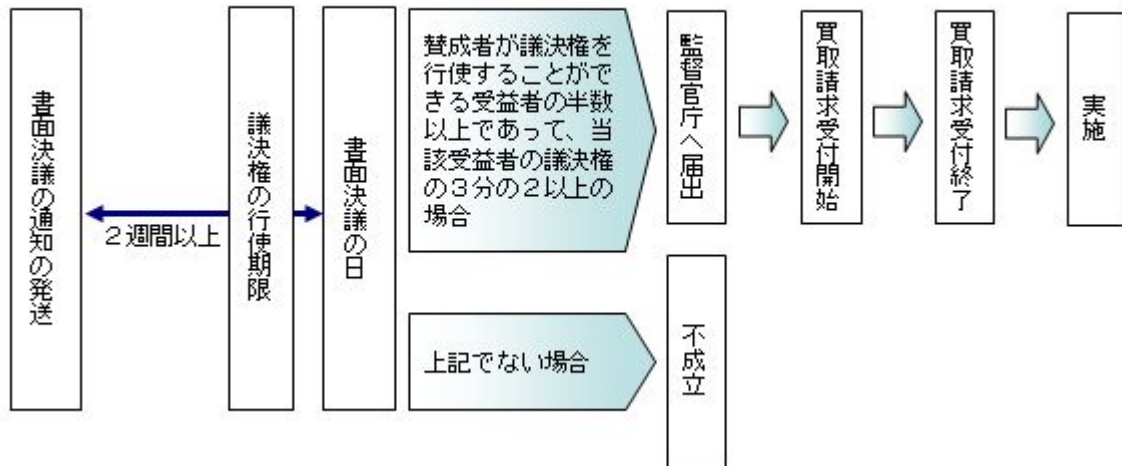 書面決議の通知の発送
２週間以上
議決権の行使期限
書面決議の日
賛成者が議決権を
行使することがで
きる受益者の半数
以上であって、当
該受益者の議決権
の３分の２以上の
場合
監督官庁へ届出
買取請求受付開始
買取請求受付終了
実施
上記でない場合
不成立